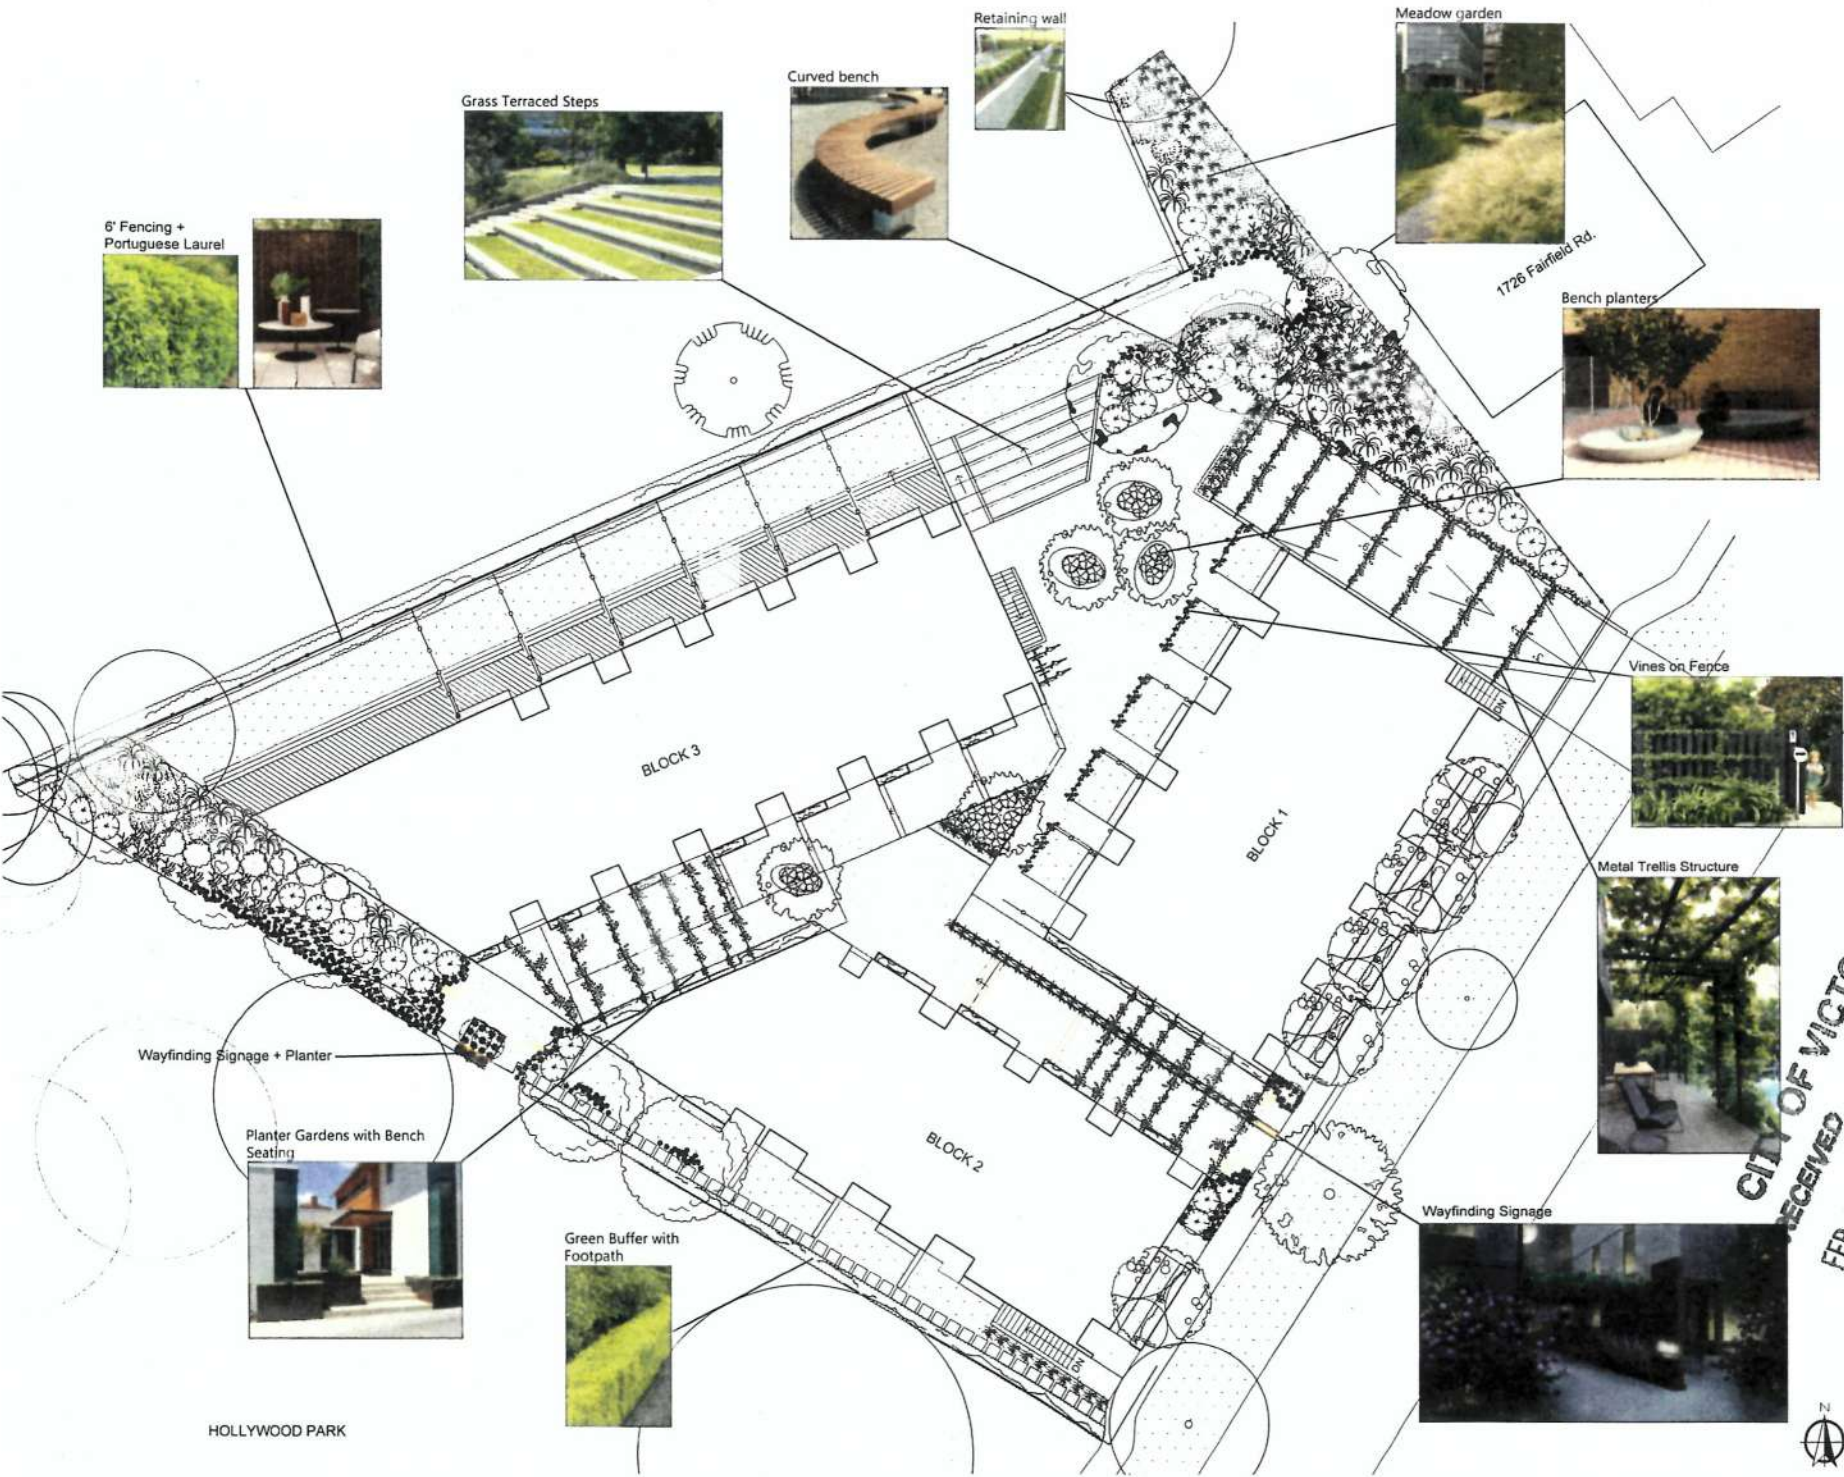 Retaining wall
Meadow garden
Curved bench
Grass Terraced Steps
6' Fencing +
Portuguese Laurel
1726 Fairfield Rd.
Bench planters
Vines on Fence
DN
BLOCK 3
BLOCK 1
Metal Trellis Structure
Wayfinding Signage + Planter
Planter Gardens with Bench
Seating
BLOCK 2
Wayfinding Signage
Green Buffer with
Footpath
DN
HOLLYWOOD PARK
CITY OF
RECEIVED
N